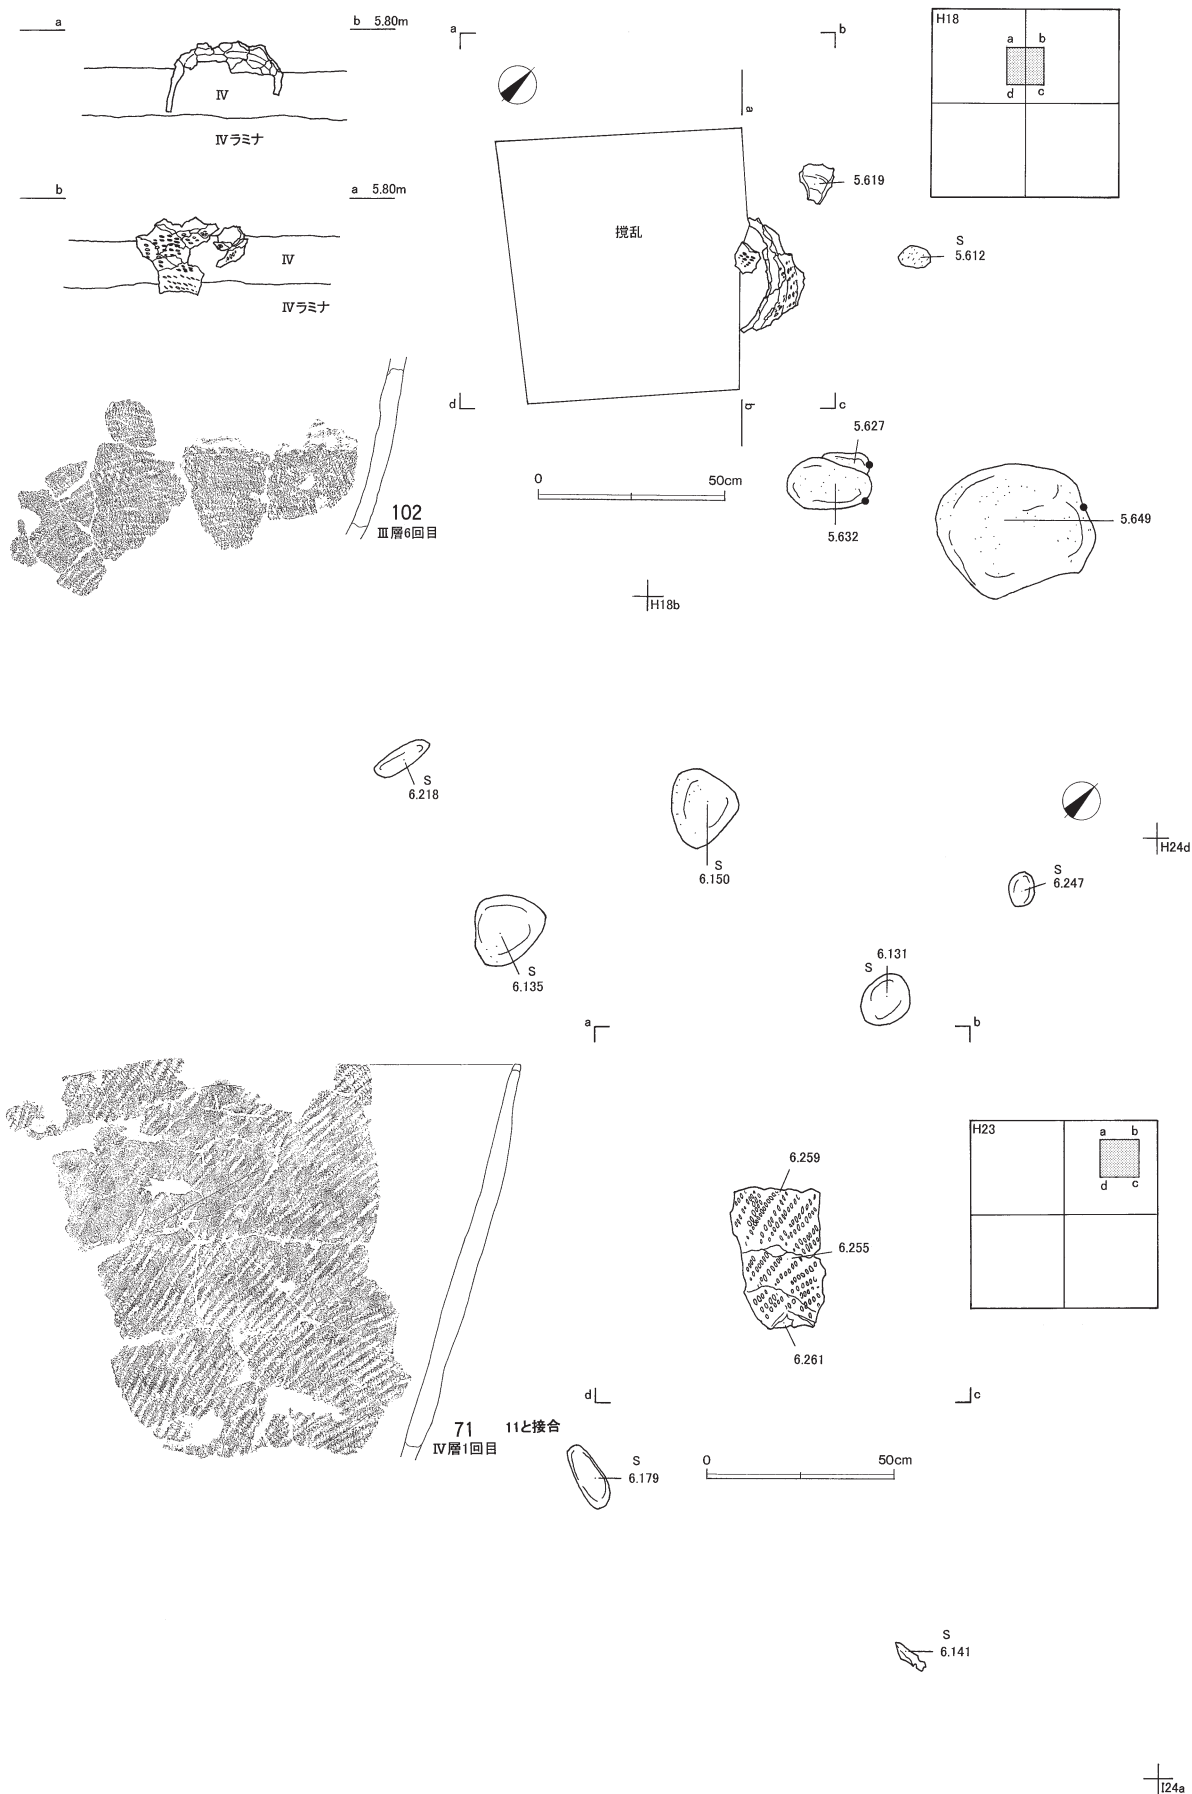 a b 5.80m
Ⅳ
Ⅳラミナ
b a 5.80m
Ⅳ
Ⅳラミナ
102
Ⅲ層6回目
a b
a
撹乱
5.619
S
5.612
d b c
0 50cm
5.627
5.632
5.649
H18b
H18
a b
d c
S
6.218
S
6.150
S
6.135
S
6.131
S
6.247
H24d
a b
6.259
6.255
6.261
d c
H23
a b
d c
71 11と接合
Ⅳ層1回目
S
6.179
0 50cm
S
6.141
I24a